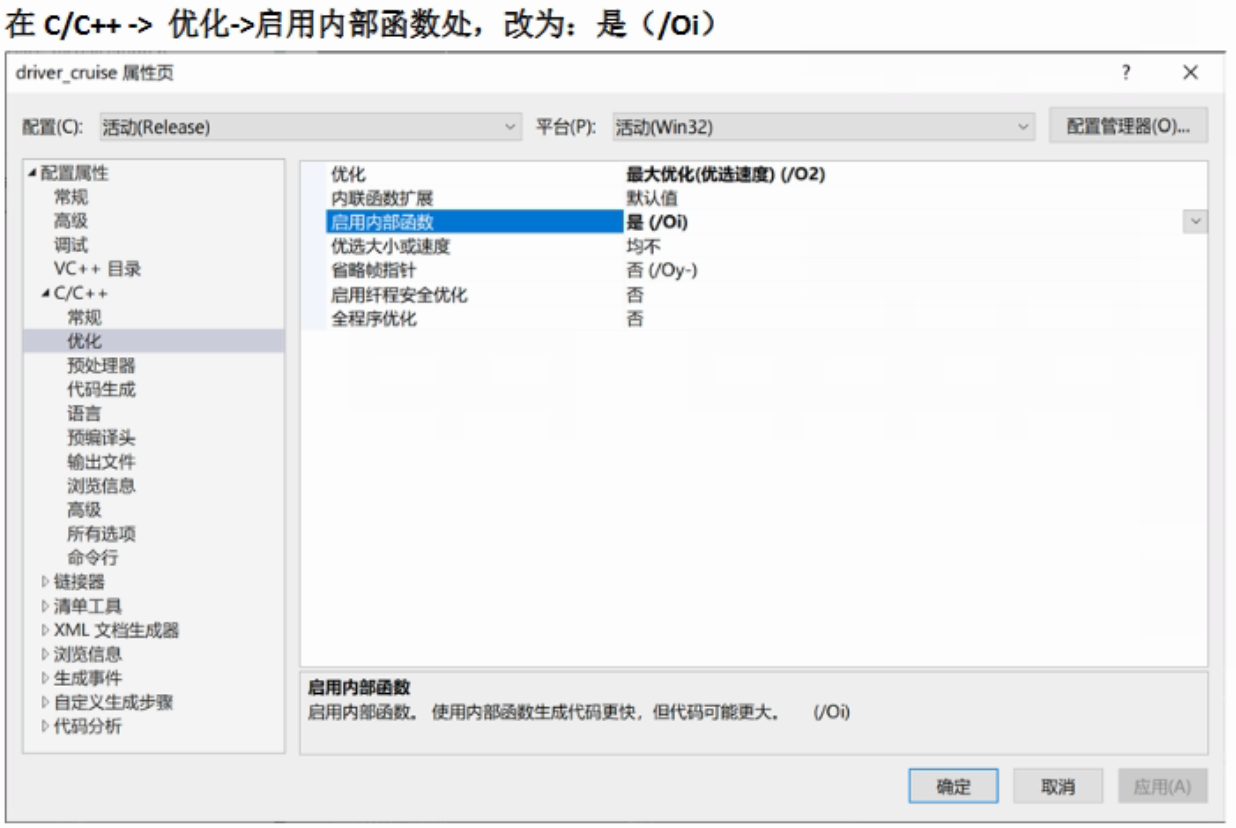 在 C/C++ -> 优化->启用内部函数处，改为：是（/Oi）
driver_cruise 属性页
? ×
配置(C): 活动(Release) 平台(P): 活动(Win32) 配置管理器(O)...
配置属性
常规
高级
调试
VC++ 目录
C/C++
常规
优化
预处理器
代码生成
语言
预编译头
输出文件
浏览信息
高级
所有选项
命令行
链接器
清单工具
XML 文档生成器
浏览信息
生成事件
自定义生成步骤
代码分析
优化 最大优化(优选速度) (/O2)
内联函数扩展 默认值
启用内部函数 是 (/Oi)
优选大小或速度 均不
省略帧指针 否 (/Oy-)
启用纤程安全优化 否
全程序优化 否
启用内部函数
启用内部函数。 使用内部函数生成代码更快，但代码可能更大。 (/Oi)
确定 取消 应用(A)